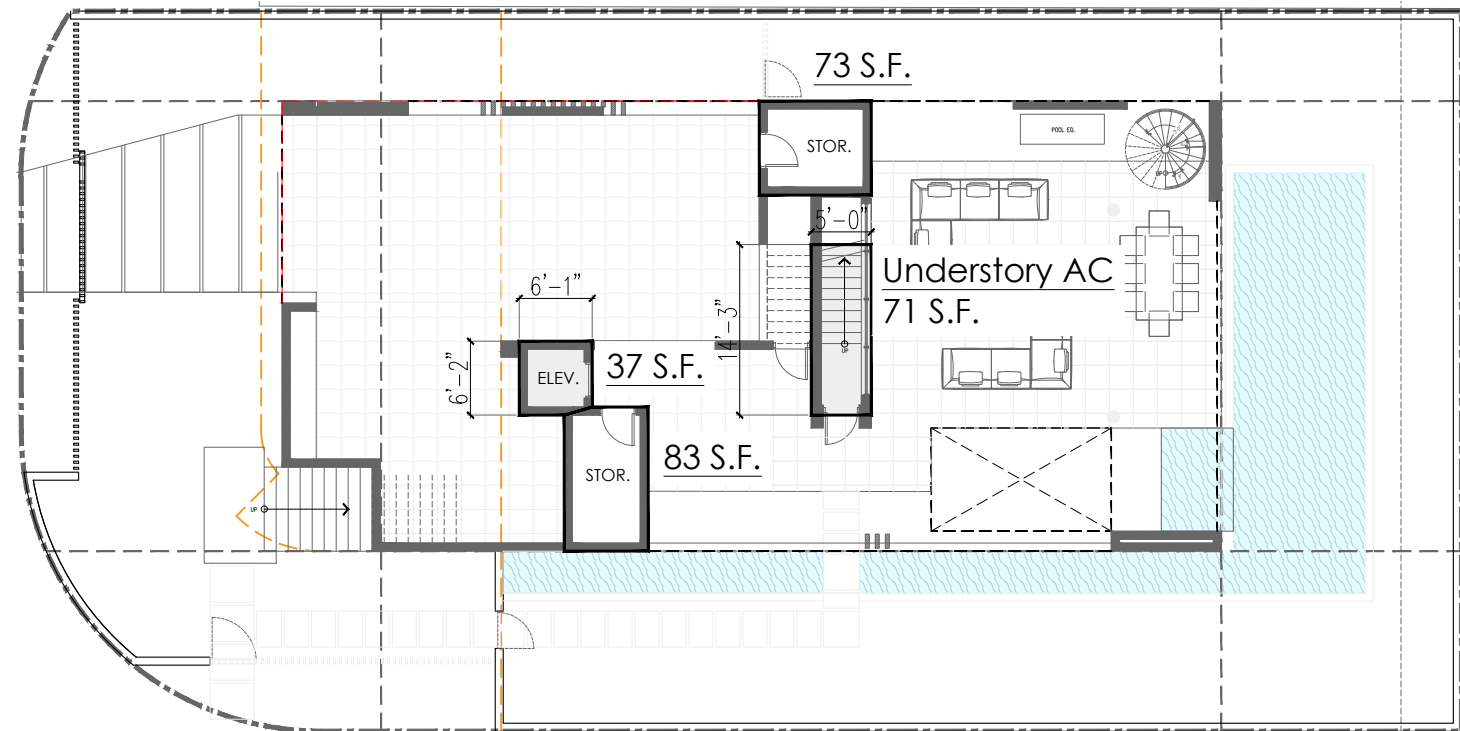 73 S.F.
STOR.
POOL EQ.
UP
5'-0"
Understory AC
71 S.F.
6'-1"
14'-3"
UP
6'-2"
ELEV.
37 S.F.
STOR.
83 S.F.
UP